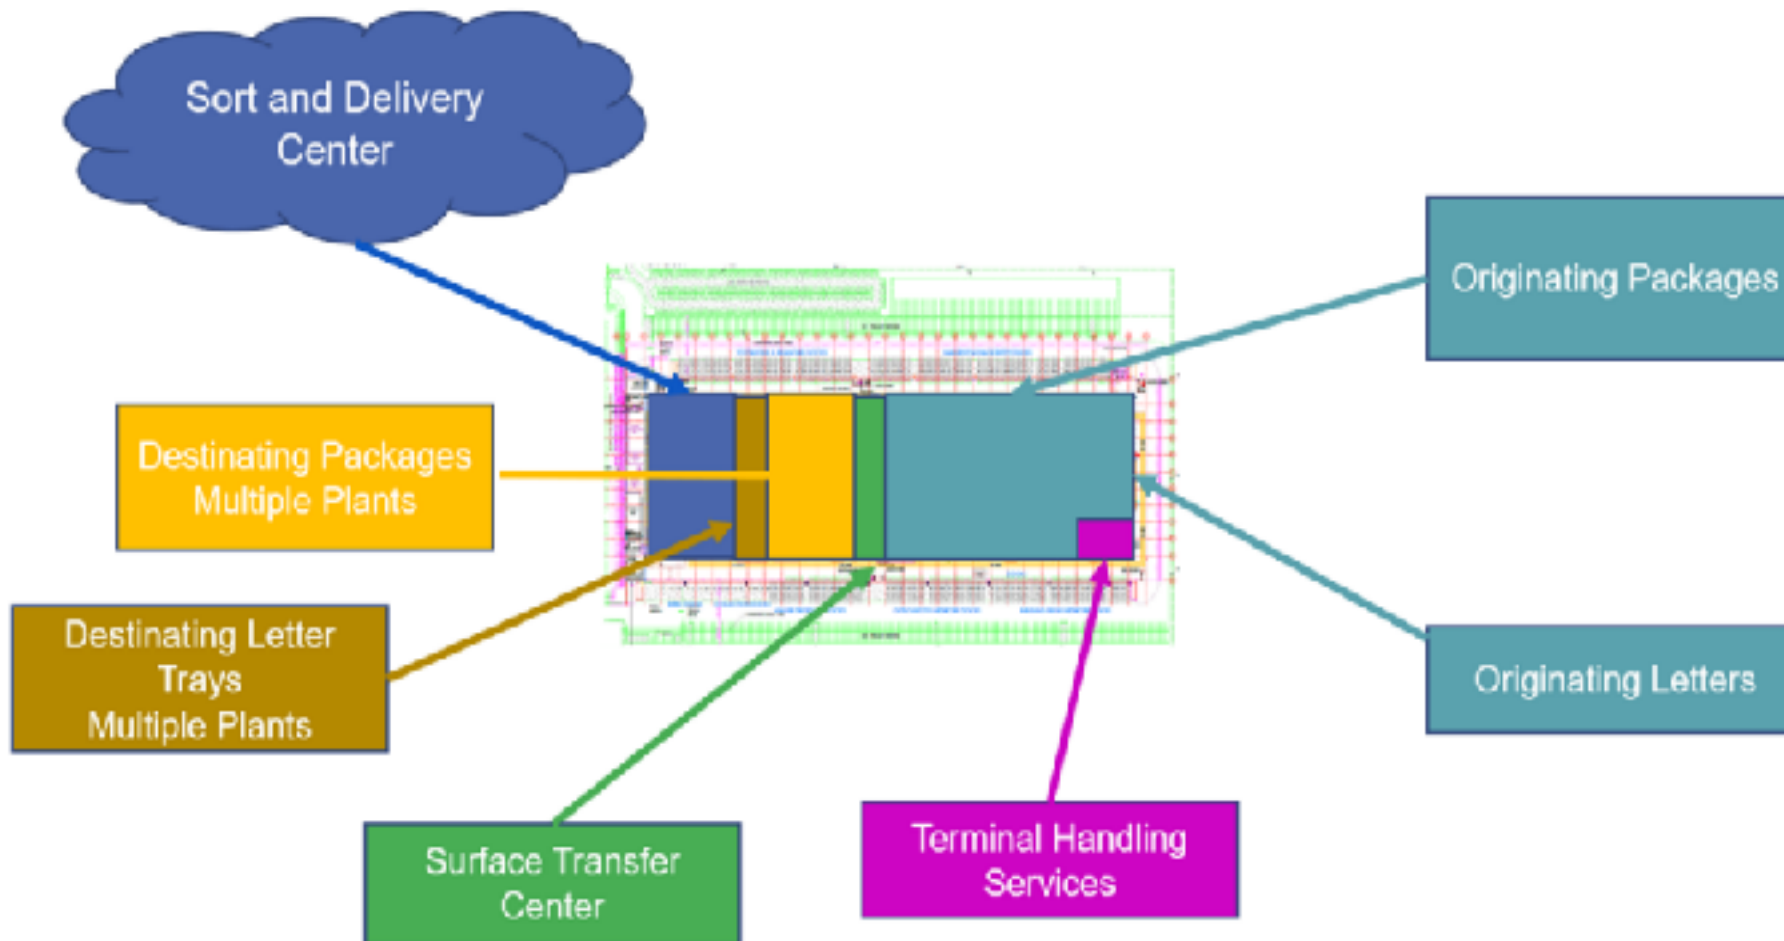 Sort and Delivery
Center
Originating Packages
Destinating Packages
Multiple Plants
Destinating Letter
Trays
Multiple Plants
Originating Letters
Surface Transfer
Center
Terminal Handling
Services